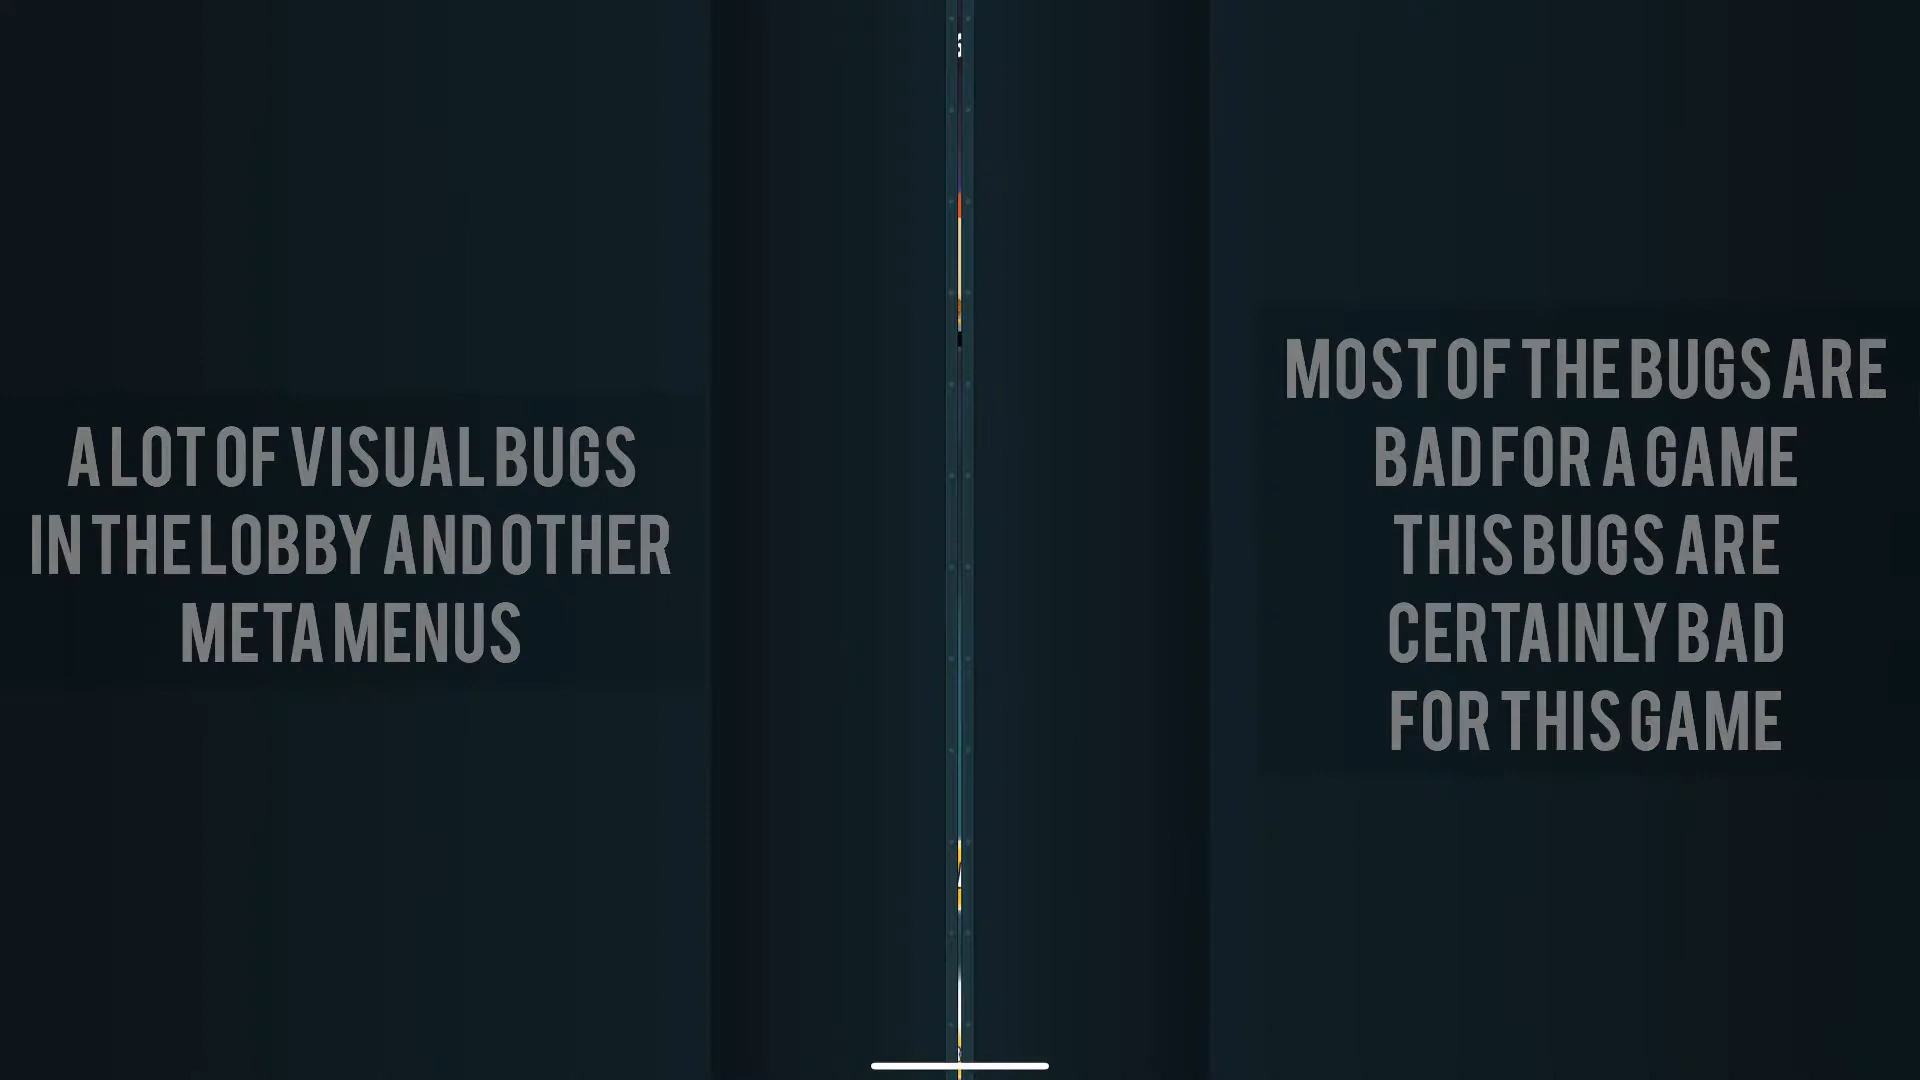 A LOT OF VISUAL BUGS
IN THE LOBBY AND OTHER
META MENUS
MOST OF THE BUGS ARE
BAD FOR A GAME
THIS BUGS ARE
CERTAINLY BAD
FOR THIS GAME